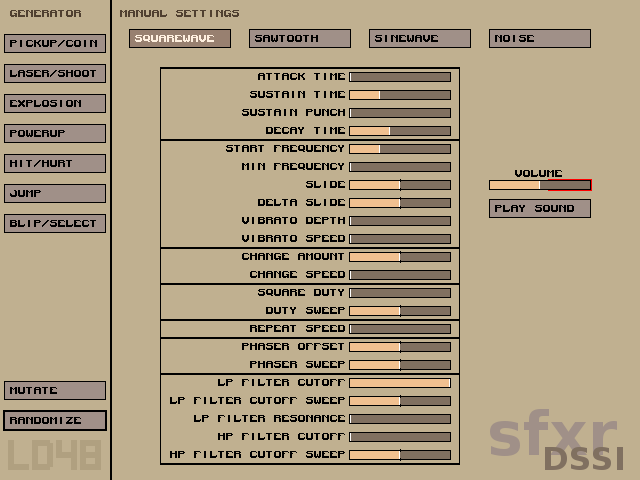 GENERATOR
MANUAL SETTINGS
PICKUP/COIN
LASER/SHOOT
EXPLOSION
POWERUP
HIT/HURT
JUMP
BLIP/SELECT
MUTATE
RANDOMIZE
LD48
SQUAREWAVE
SAWTOOTH
SINEWAVE
NOISE
ATTACK TIME
SUSTAIN TIME
SUSTAIN PUNCH
DECAY TIME
START FREQUENCY
MIN FREQUENCY
SLIDE
DELTA SLIDE
VIBRATO DEPTH
VIBRATO SPEED
CHANGE AMOUNT
CHANGE SPEED
SQUARE DUTY
DUTY SWEEP
REPEAT SPEED
PHASER OFFSET
PHASER SWEEP
LP FILTER CUTOFF
LP FILTER CUTOFF SWEEP
LP FILTER RESONANCE
HP FILTER CUTOFF
HP FILTER CUTOFF SWEEP
VOLUME
PLAY SOUND
sfxr
DSSI